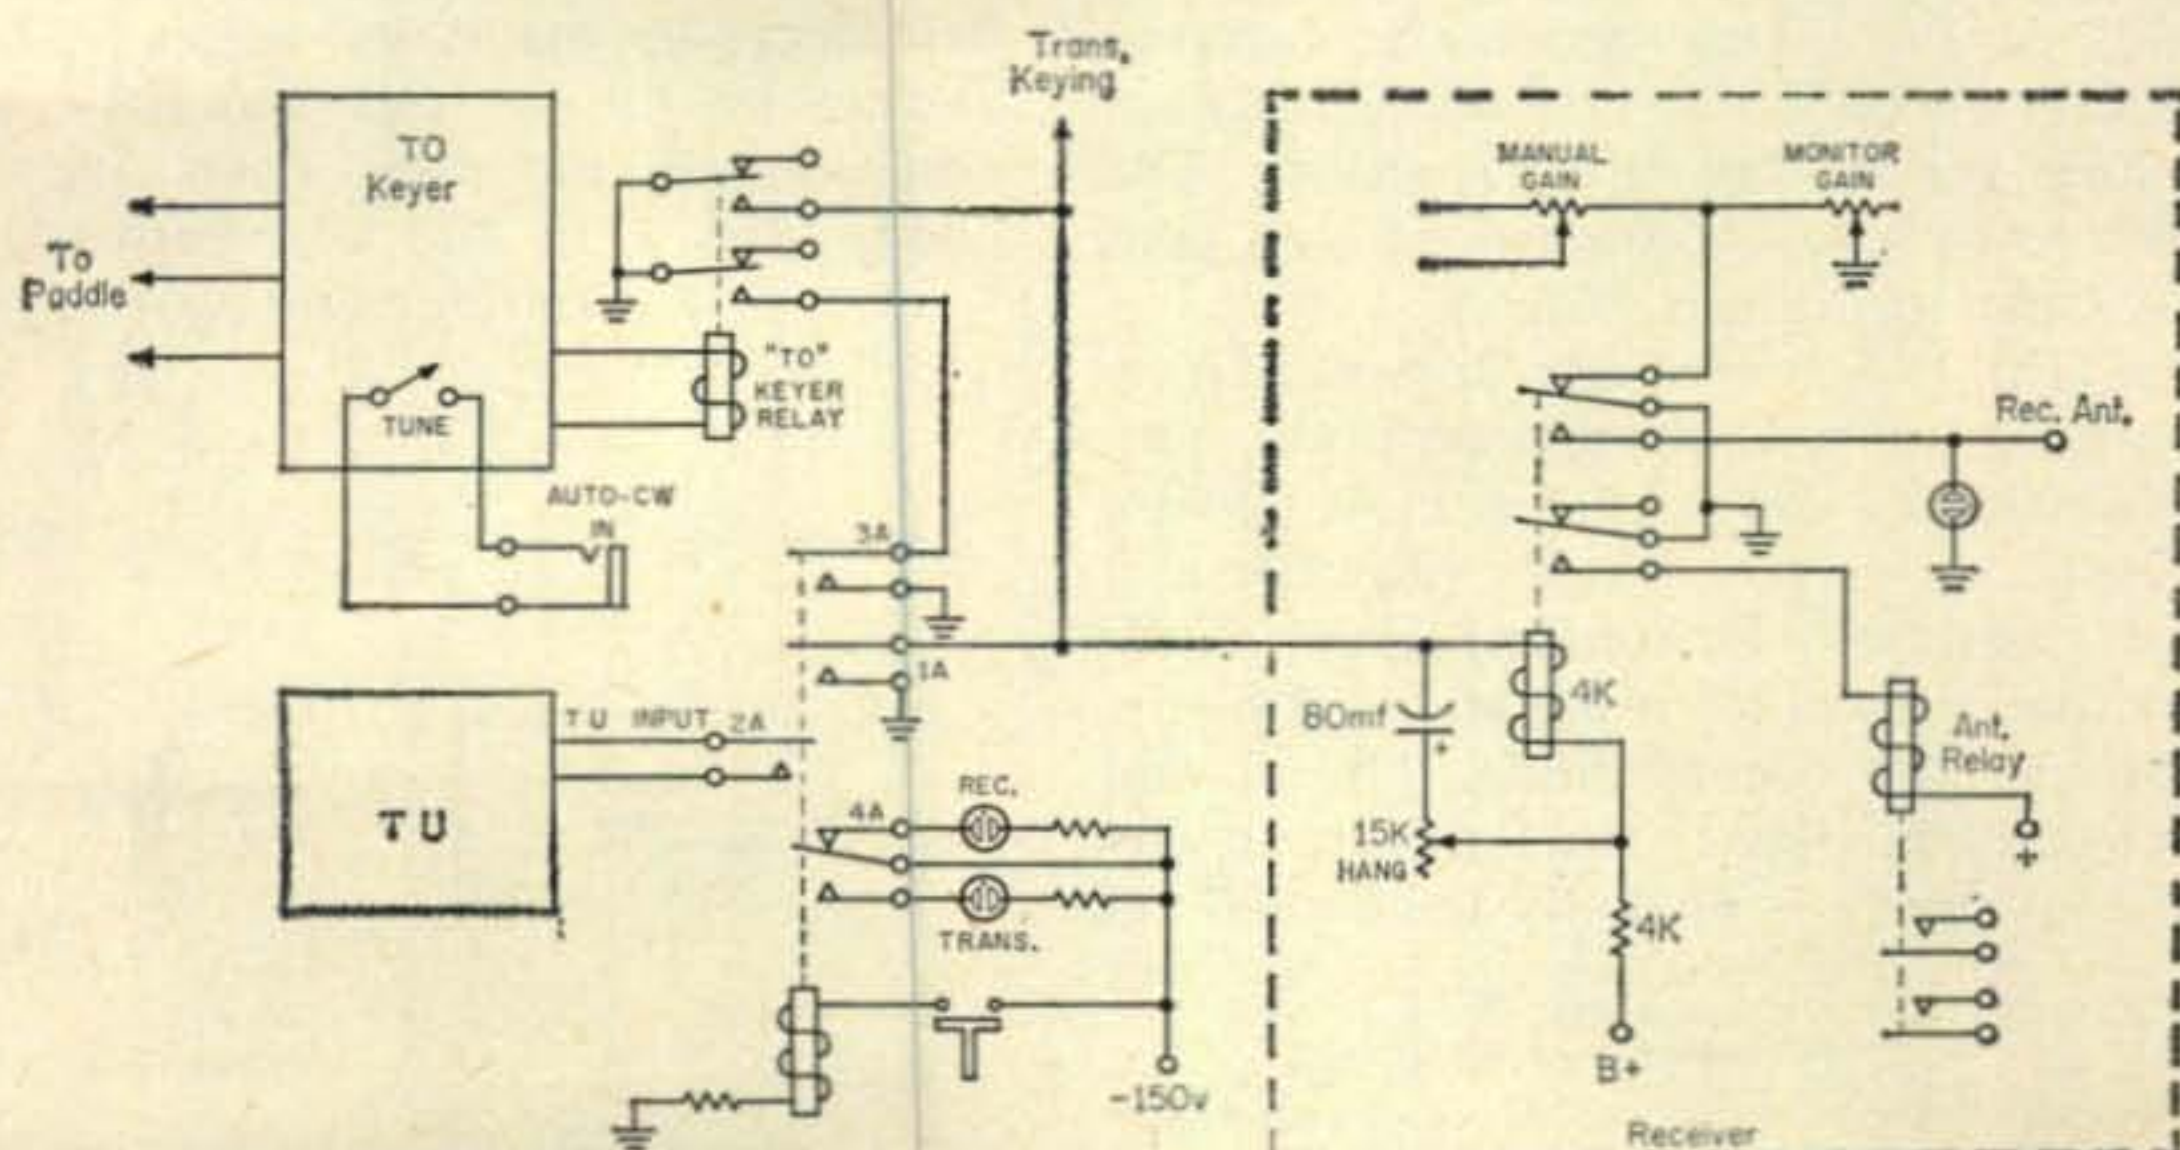 Trans.
Keying
TO
Keyer
To
Paddle
TUNE
"TO"
KEYER
RELAY
AUTO-CW
IN
3A
1A
TU INPUT 2A
TU
4A
REC.
TRANS.
-150v
MANUAL
GAIN
MONITOR
GAIN
Rec. Ant.
80mf
+
4K
15K
HANG
4K
B+
Ant.
Relay
+
Receiver